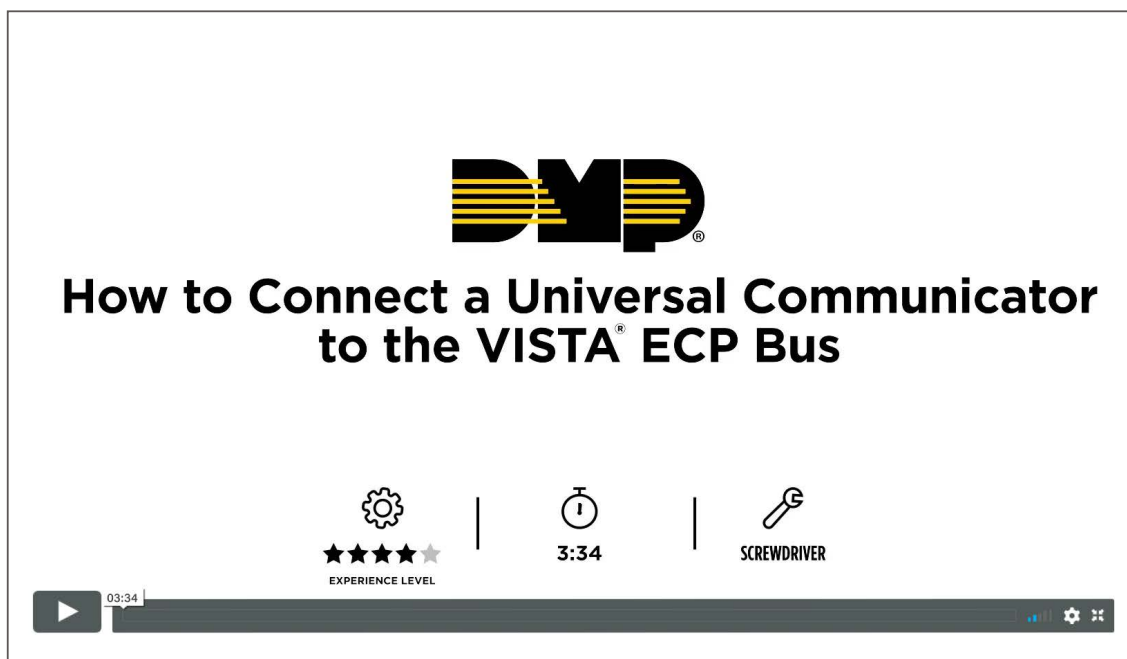 DMP®
How to Connect a Universal Communicator
to the VISTA® ECP Bus
3:34
SCREWDRIVER
EXPERIENCE LEVEL
03:34